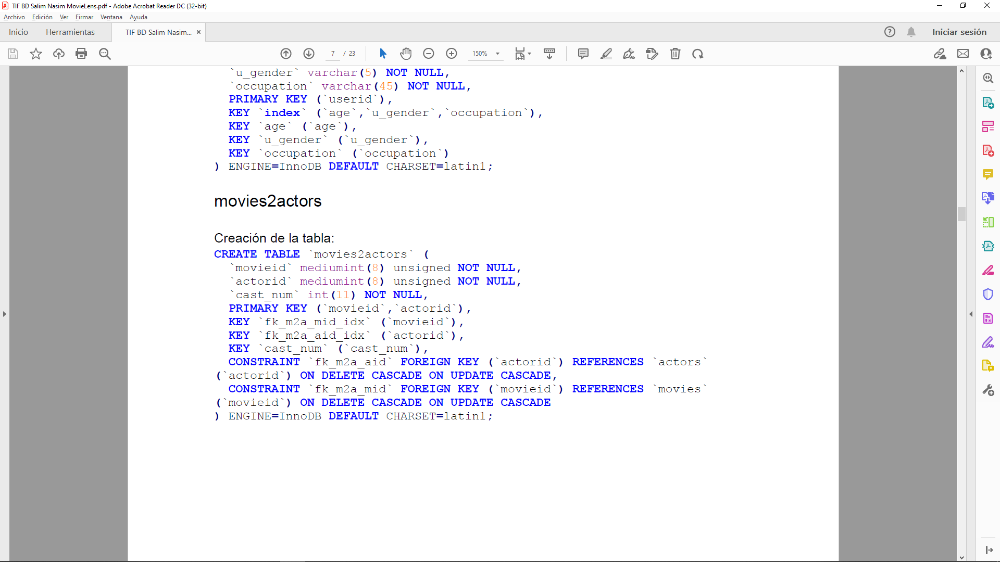 TIF BD Salim Nasim MovieLens.pdf - Adobe Acrobat Reader DC (32-bit)
Archivo Edición Ver Firmar Ventana Ayuda
Inicio Herramientas TIF BD Salim Nasim... × Iniciar sesión
7 / 23 150%
`u_gender` varchar(5) NOT NULL,
`occupation` varchar(45) NOT NULL,
PRIMARY KEY (`userid`),
KEY `index` (`age`,`u_gender`,`occupation`),
KEY `age` (`age`),
KEY `u_gender` (`u_gender`),
KEY `occupation` (`occupation`)
) ENGINE=InnoDB DEFAULT CHARSET=latin1;
movies2actors
Creación de la tabla:
CREATE TABLE `movies2actors` (
`movieid` mediumint(8) unsigned NOT NULL,
`actorid` mediumint(8) unsigned NOT NULL,
`cast_num` int(11) NOT NULL,
PRIMARY KEY (`movieid`,`actorid`),
KEY `fk_m2a_mid_idx` (`movieid`),
KEY `fk_m2a_aid_idx` (`actorid`),
KEY `cast_num` (`cast_num`),
CONSTRAINT `fk_m2a_aid` FOREIGN KEY (`actorid`) REFERENCES `actors`
(`actorid`) ON DELETE CASCADE ON UPDATE CASCADE,
CONSTRAINT `fk_m2a_mid` FOREIGN KEY (`movieid`) REFERENCES `movies`
(`movieid`) ON DELETE CASCADE ON UPDATE CASCADE
) ENGINE=InnoDB DEFAULT CHARSET=latin1;